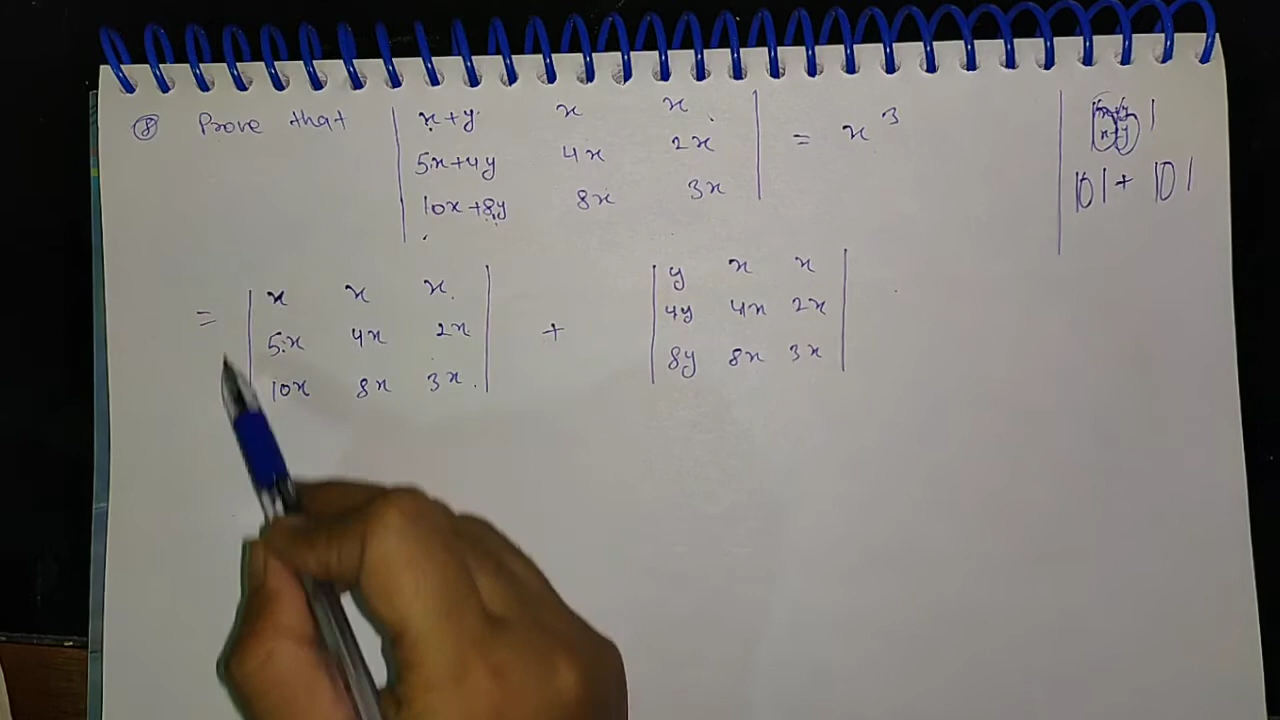 ⑧ Prove that | x+y x x | = x³
| 5x+4y 4x 2x |
| 10x+8y 8x 3x |
|0|+ |0|
= | x x x | + | y x x |
| 5x 4x 2x | | 4y 4x 2x |
| 10x 8x 3x | | 8y 8x 3x |